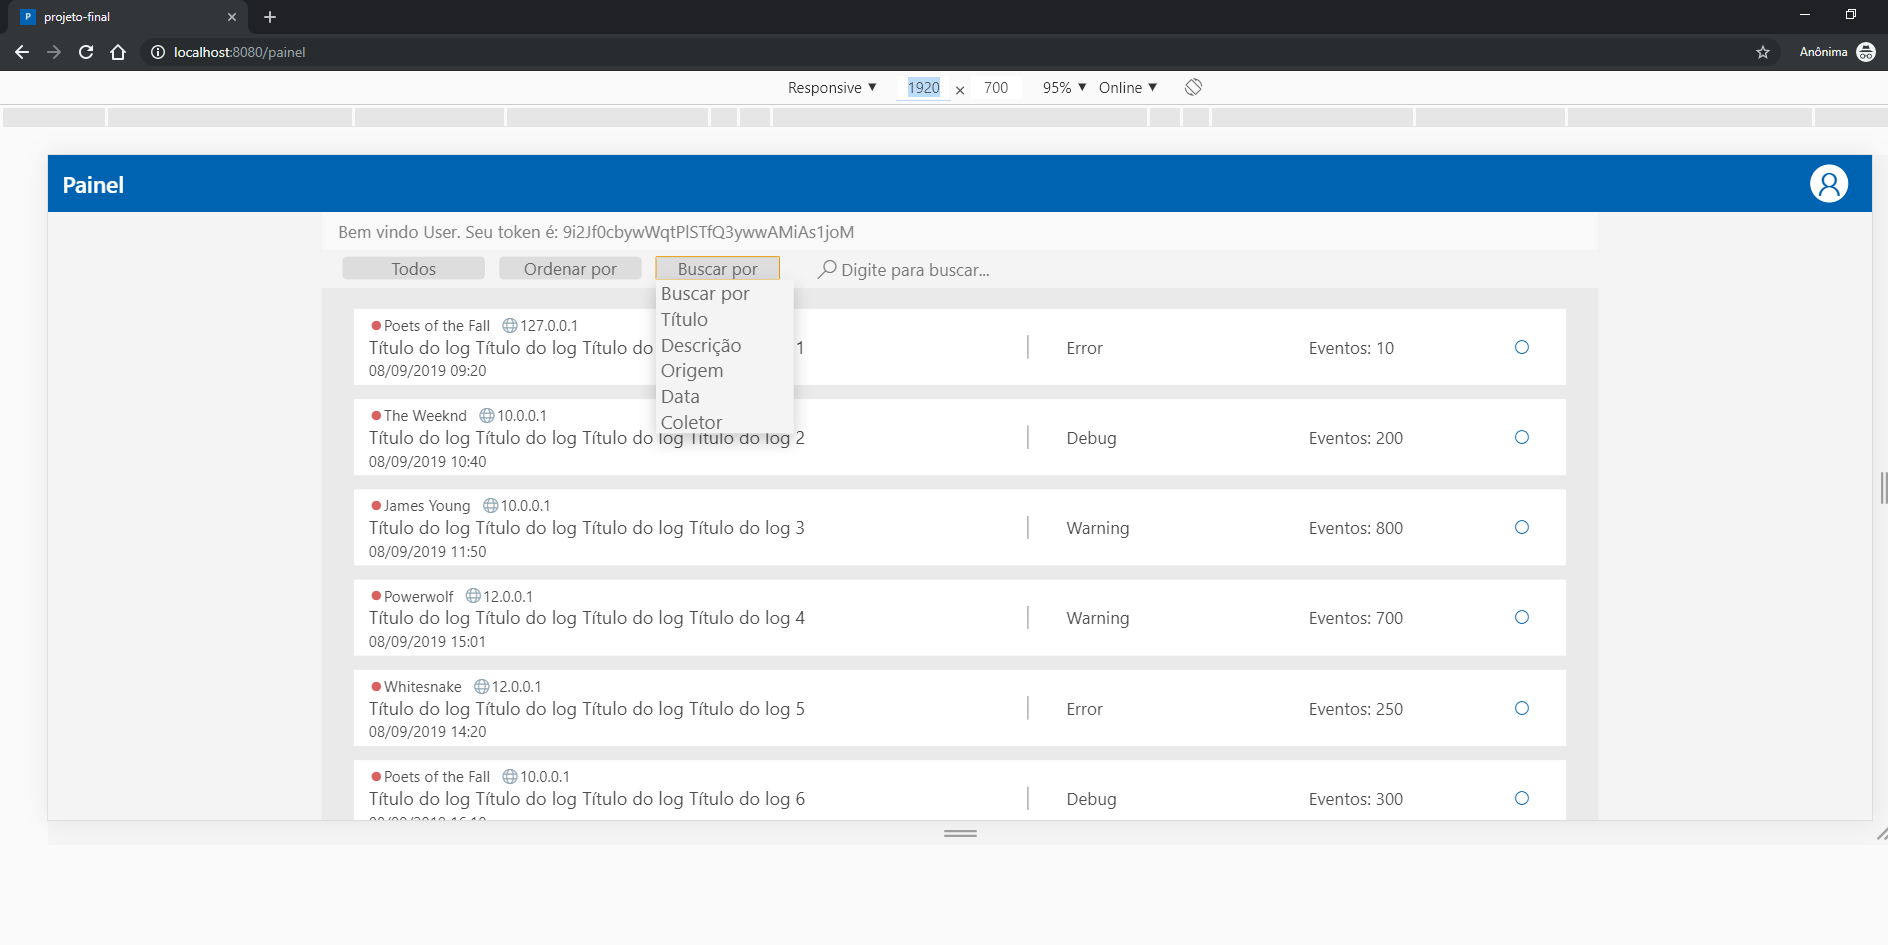 projeto-final
localhost:8080/painel
Anônima
Responsive 1920 × 700 95% Online
Painel
Bem vindo User. Seu token é: 9i2Jf0cbywWqtPlSTfQ3ywwAMiAs1joM
Todos Ordenar por Buscar por Digite para buscar...
Buscar por
Título
Descrição
Origem
Data
Coletor
Poets of the Fall 127.0.0.1
Título do log Título do log Título do 1 Error Eventos: 10
08/09/2019 09:20
The Weeknd 10.0.0.1
Título do log Título do log Título do log Título do log 2 Debug Eventos: 200
08/09/2019 10:40
James Young 10.0.0.1
Título do log Título do log Título do log Título do log 3 Warning Eventos: 800
08/09/2019 11:50
Powerwolf 12.0.0.1
Título do log Título do log Título do log Título do log 4 Warning Eventos: 700
08/09/2019 15:01
Whitesnake 12.0.0.1
Título do log Título do log Título do log Título do log 5 Error Eventos: 250
08/09/2019 14:20
Poets of the Fall 10.0.0.1
Título do log Título do log Título do log Título do log 6 Debug Eventos: 300